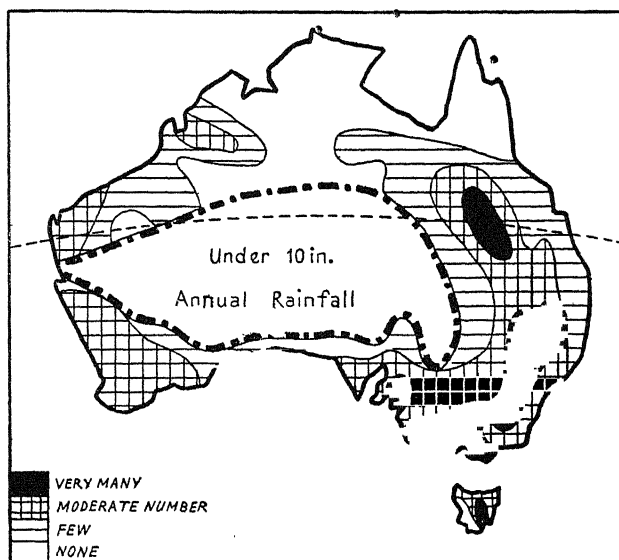 Under 10in.
Annual Rainfall
VERY MANY
MODERATE NUMBER
FEW
NONE